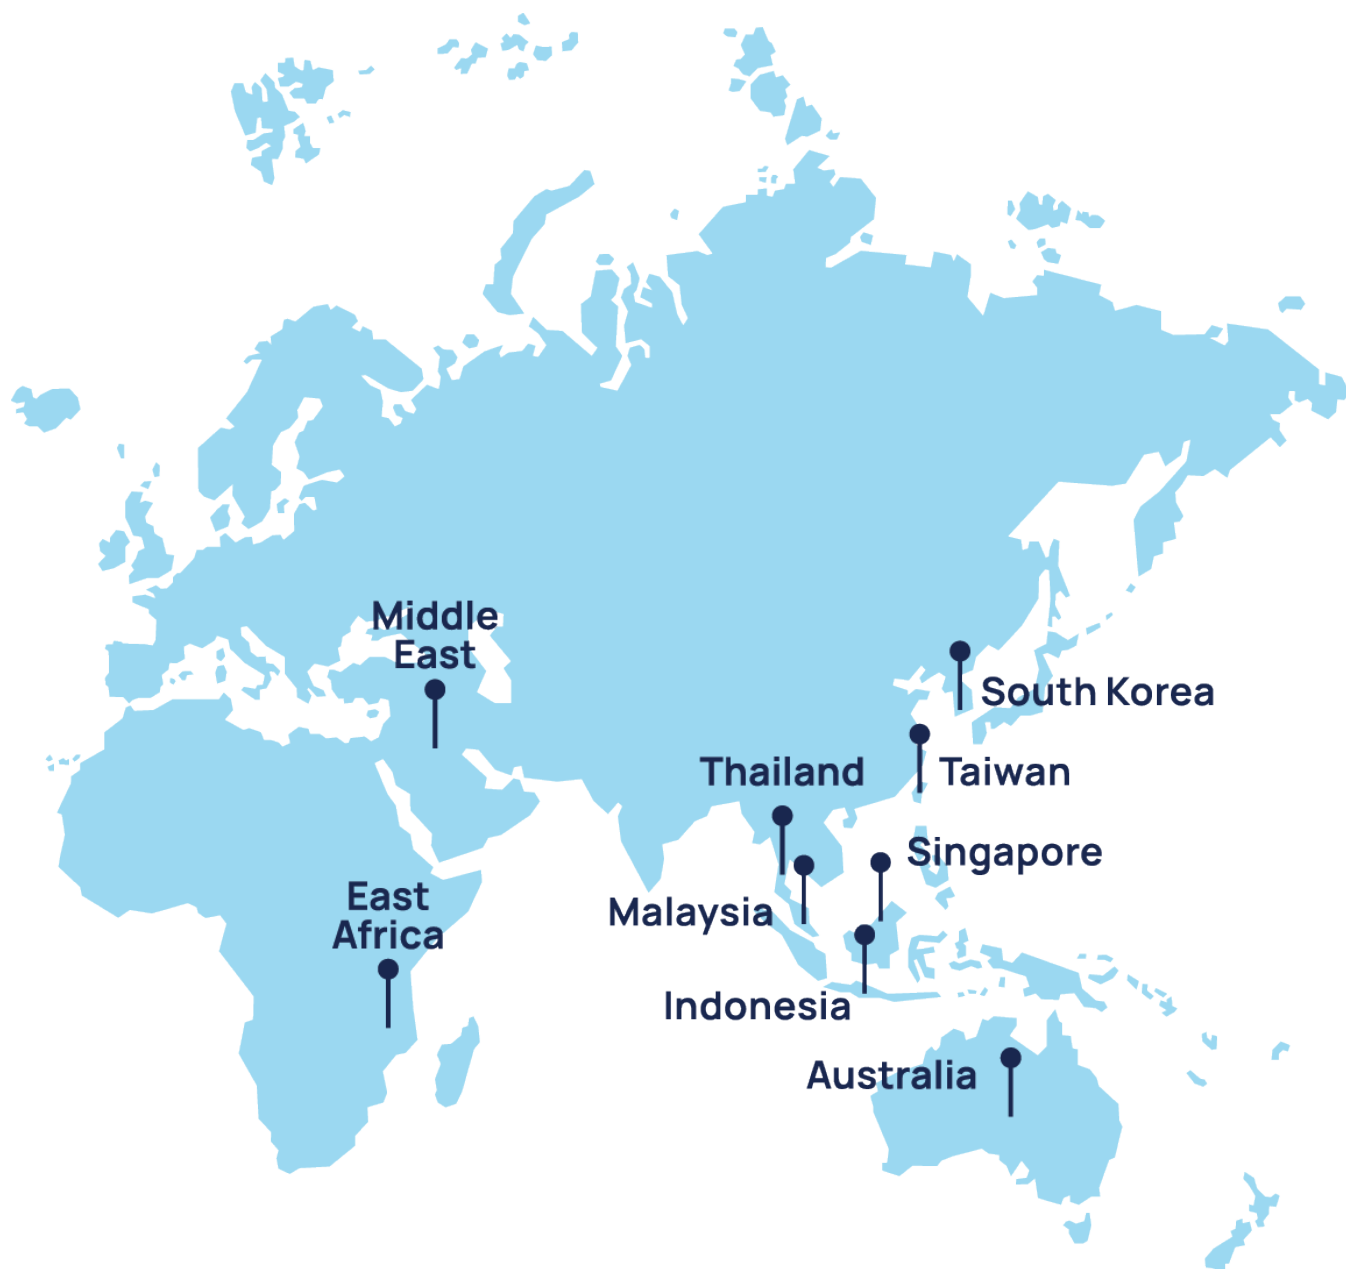 Middle
East
South Korea
Thailand
Taiwan
Singapore
East
Africa
Malaysia
Indonesia
Australia